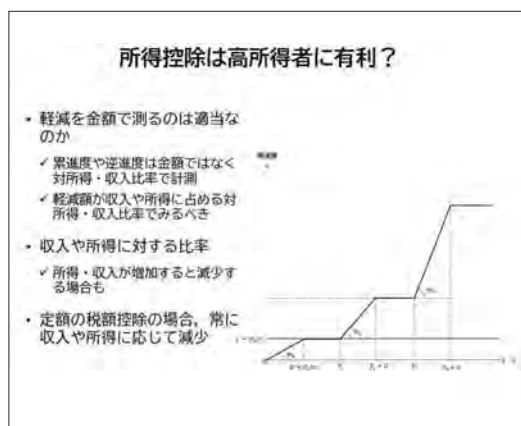 所得控除は高所得者に有利？
• 軽減を金額で測るのは適当な
のか
✓ 累進度や逆進度は金額ではなく
対所得・収入比率で計測
✓ 軽減額が収入や所得に占める対
所得・収入比率でみるべき
• 収入や所得に対する比率
✓ 所得・収入が増加すると減少す
る場合も
• 定額の税額控除の場合，常に
収入や所得に応じて減少